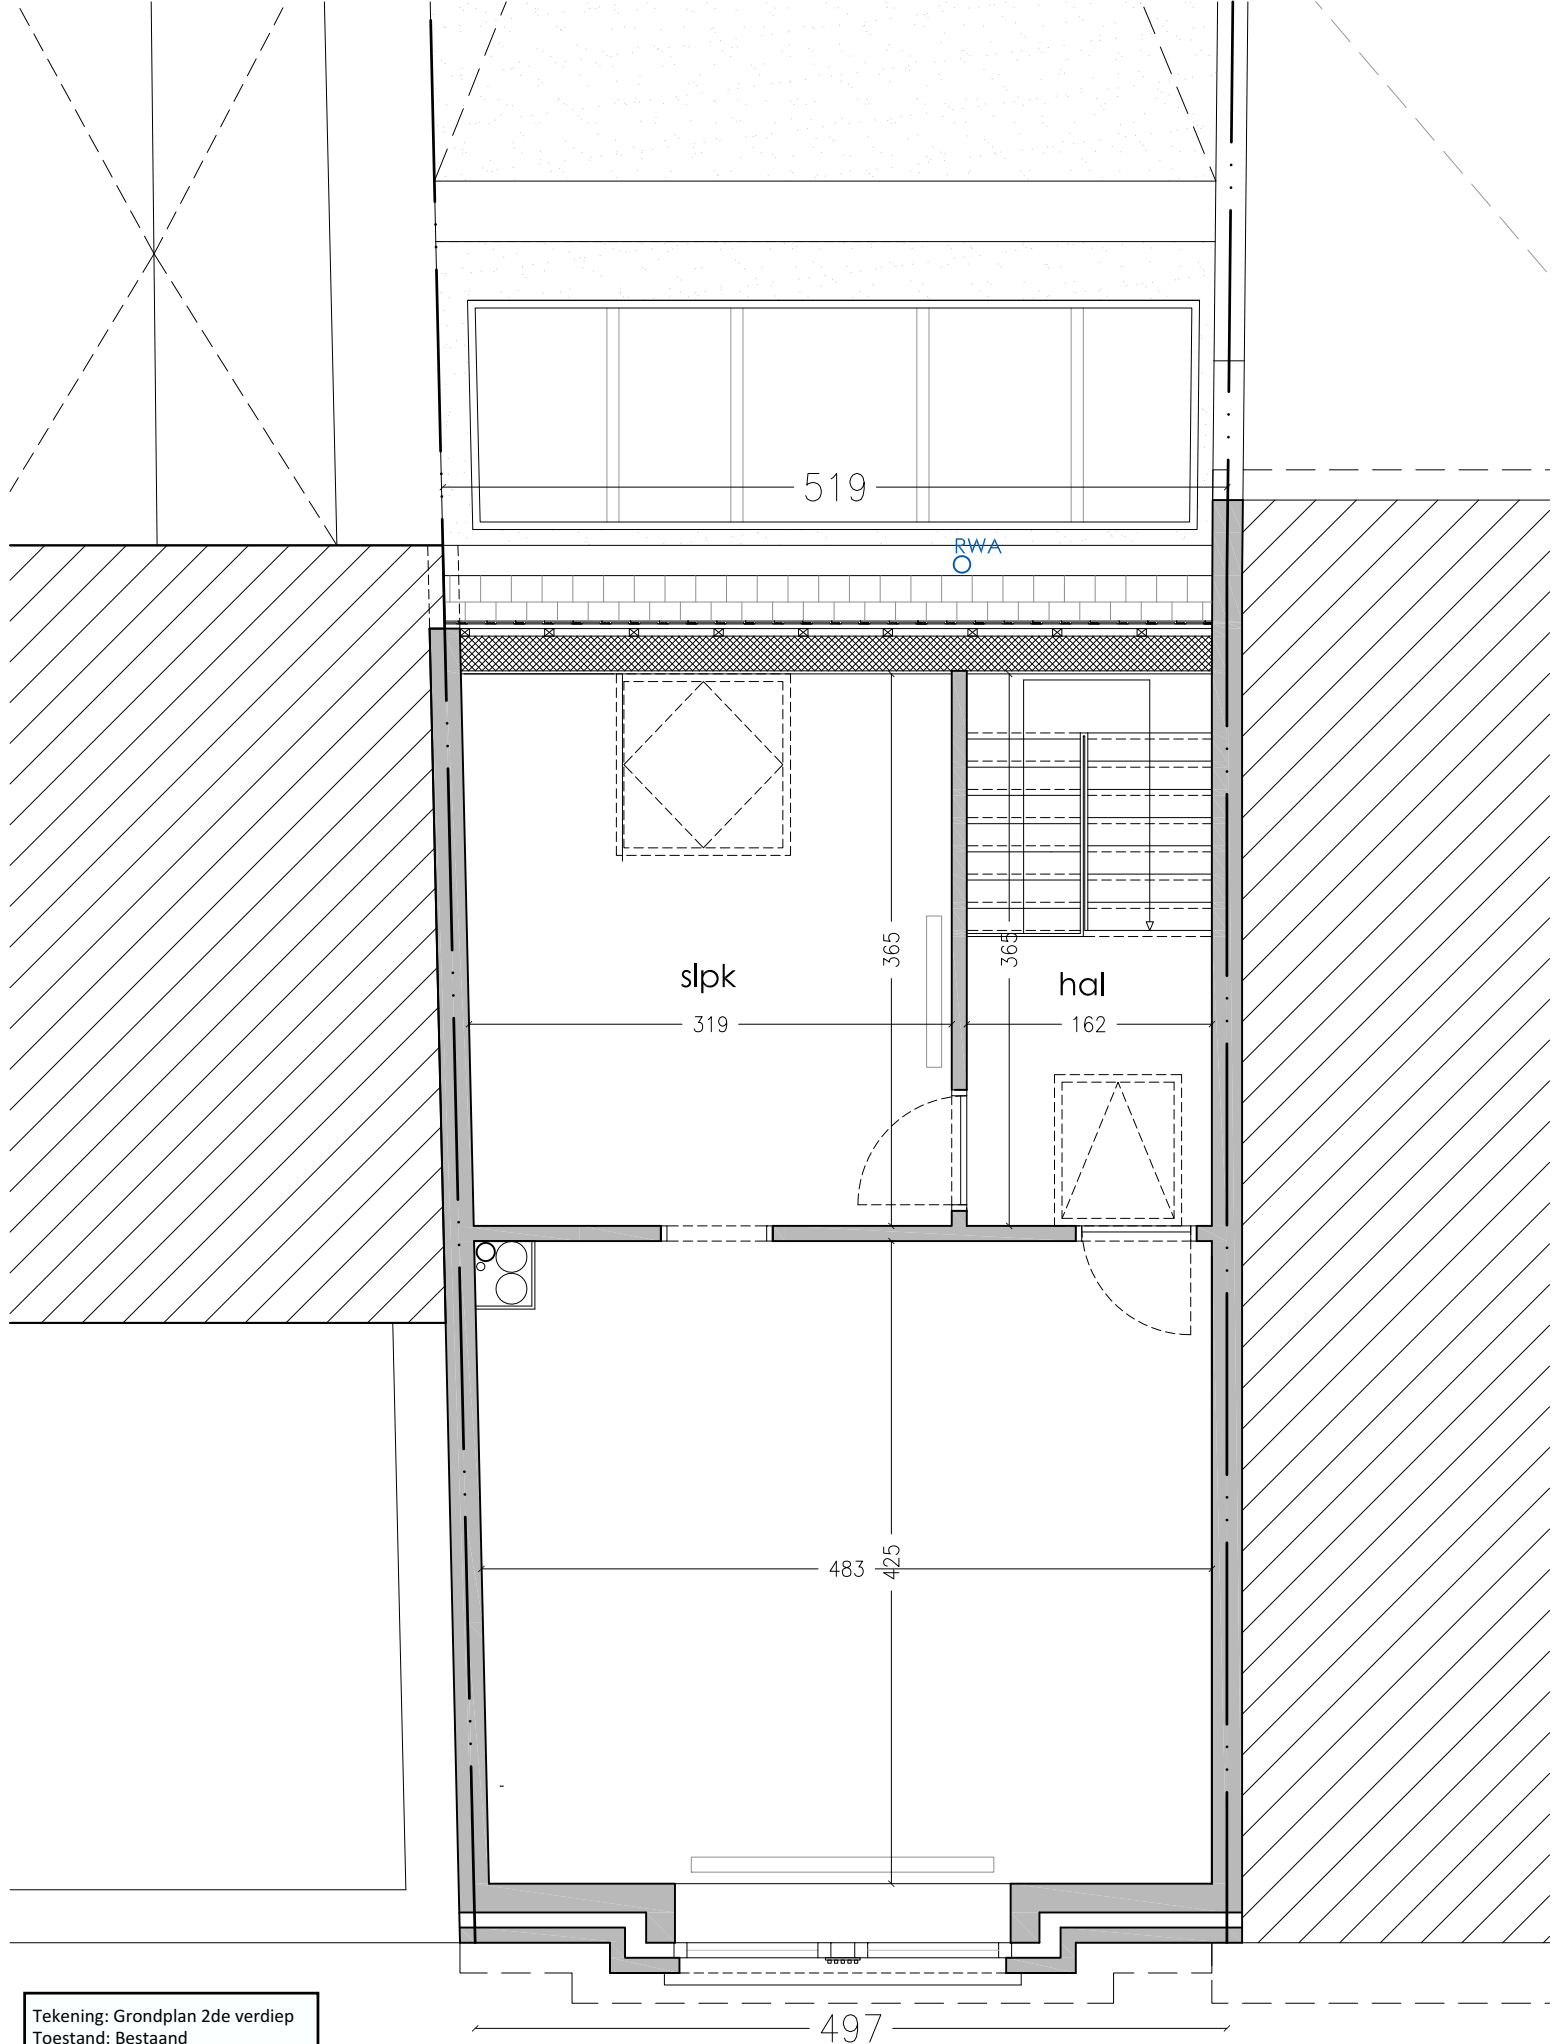 519
RWA
365
365
slpk
hal
319
162
483
425
Tekening: Grondplan 2de verdiep
Toestand: Bestaand
497